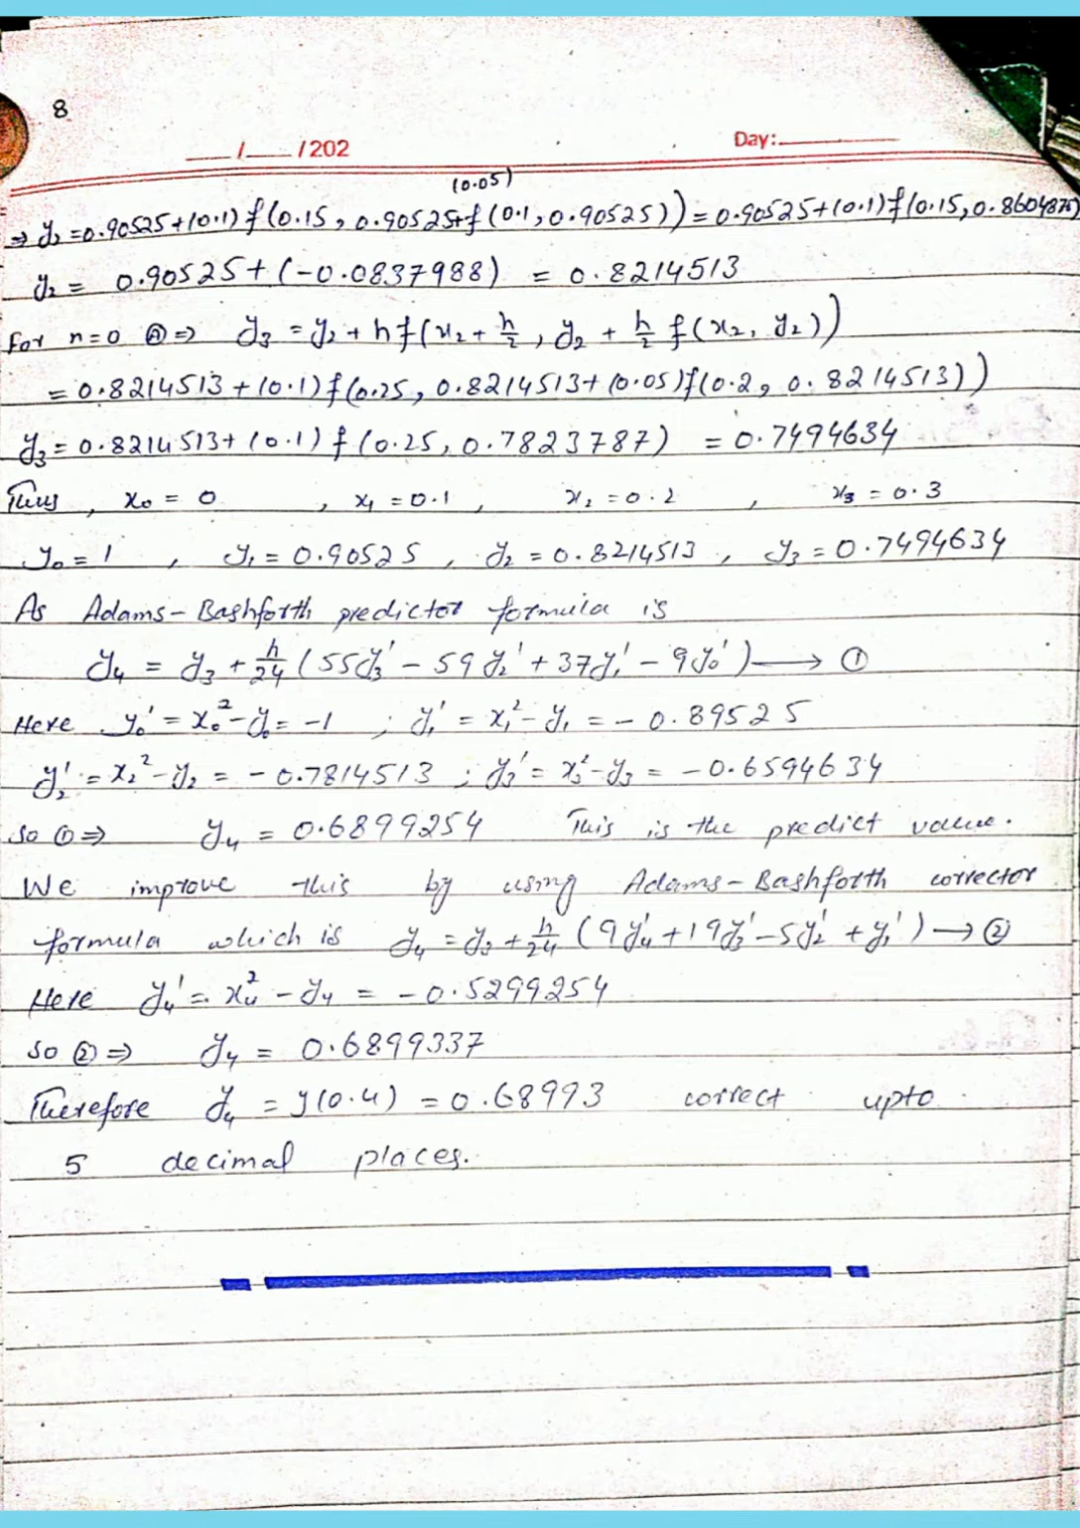 8
__/__/202 Day:
(0.05)
⇒ y₂ = 0.90525+(0.1) f(0.15, 0.90525+f(0.1, 0.90525)) = 0.90525+(0.1) f(0.15, 0.8604875)
y₂ = 0.90525+(-0.0837988) = 0.8214513
For n=0 Ⓐ⇒ y₃ = y₂ + h f(x₂ + h/2, y₂ + h/2 f(x₂, y₂))
= 0.8214513+(0.1) f(0.25, 0.8214513+(0.05) f(0.2, 0.8214513))
y₃ = 0.8214513+(0.1) f(0.25, 0.7823787) = 0.7494634
Thus, x₀ = 0, x₁ = 0.1, x₂ = 0.2, x₃ = 0.3
y₀ = 1, y₁ = 0.90525, y₂ = 0.8214513, y₃ = 0.7494634
As Adams-Bashforth predictor formula is
y₄ = y₃ + h/24 (55y₃' - 59y₂' + 37y₁' - 9y₀') → ①
Here y₀' = x₀² - y₀ = -1 ; y₁' = x₁² - y₁ = -0.89525
y₂' = x₂² - y₂ = -0.7814513 ; y₃' = x₃² - y₃ = -0.6594634
So ①⇒ y₄ = 0.6899254 This is the predict value.
We improve this by using Adams-Bashforth corrector
formula which is y₄ = y₃ + h/24 (9y₄' + 19y₃' - 5y₂' + y₁') → ②
Here y₄' = x₄² - y₄ = -0.5299254
So ②⇒ y₄ = 0.6899337
Therefore y₄ = y(0.4) = 0.68993 correct upto
5 decimal places.